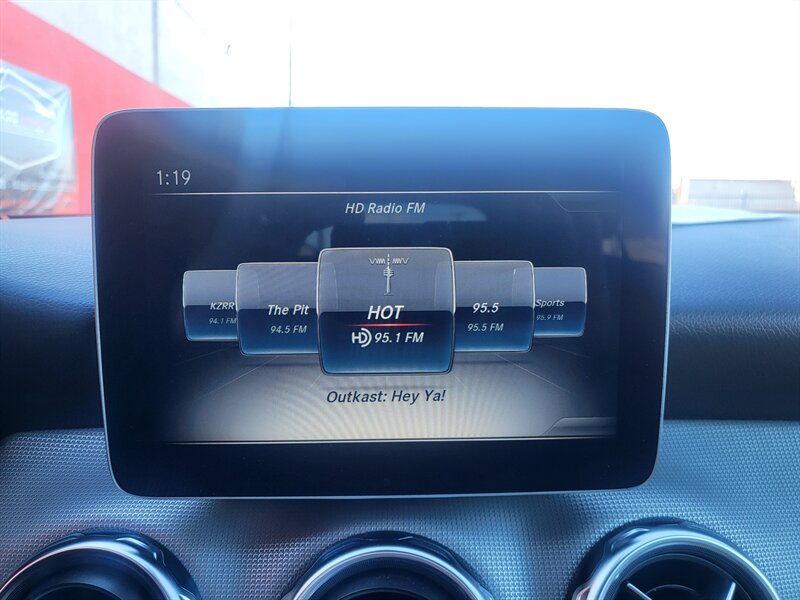 1:19
HD Radio FM
KZRR
94.1 FM
The Pit
94.5 FM
HOT
HD 95.1 FM
95.5
95.5 FM
Sports
95.9 FM
Outkast: Hey Ya!